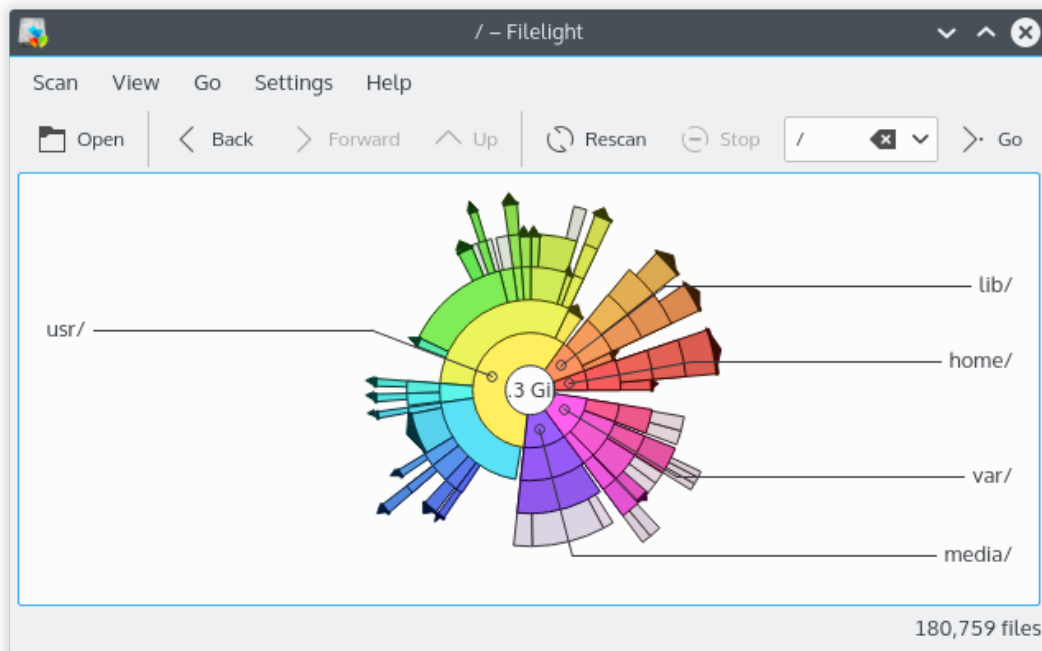 / – Filelight
Scan View Go Settings Help
Open Back Forward Up Rescan Stop / Go
lib/
usr/
home/
.3 Gi
var/
media/
180,759 files